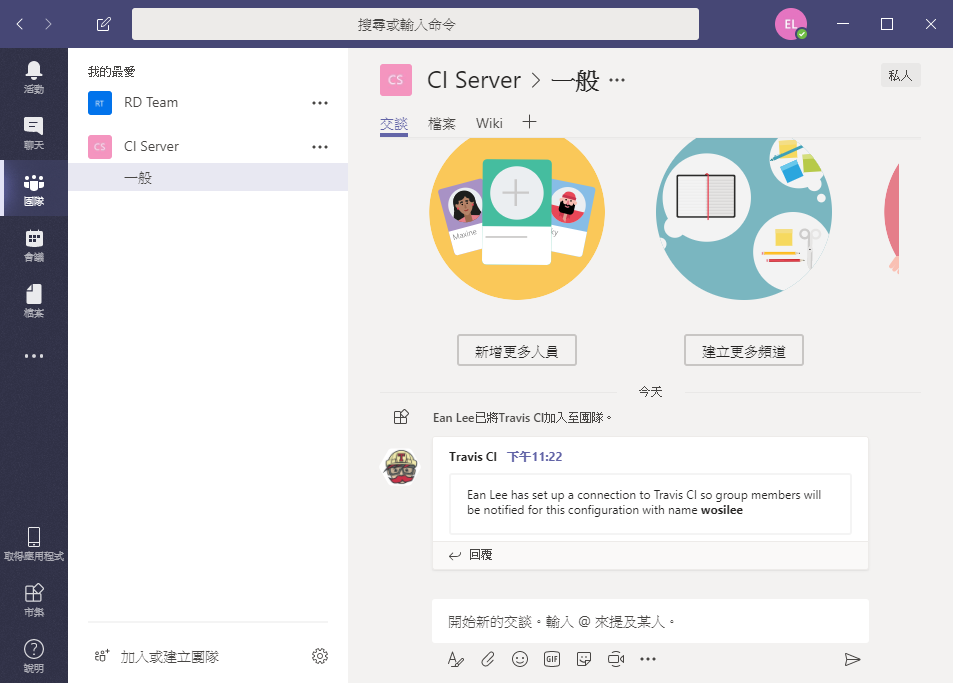 搜尋或輸入命令
EL
活動
聊天
團隊
會議
檔案
取得應用程式
市集
說明
我的最愛
RT RD Team
CS CI Server
一般
加入或建立團隊
CS CI Server > 一般
私人
交談 檔案 Wiki
Maxine
新增更多人員
建立更多頻道
今天
Ean Lee已將Travis CI加入至團隊。
Travis CI 下午11:22
Ean Lee has set up a connection to Travis CI so group members will
be notified for this configuration with name wosilee
回覆
開始新的交談。輸入 @ 來提及某人。
GIF